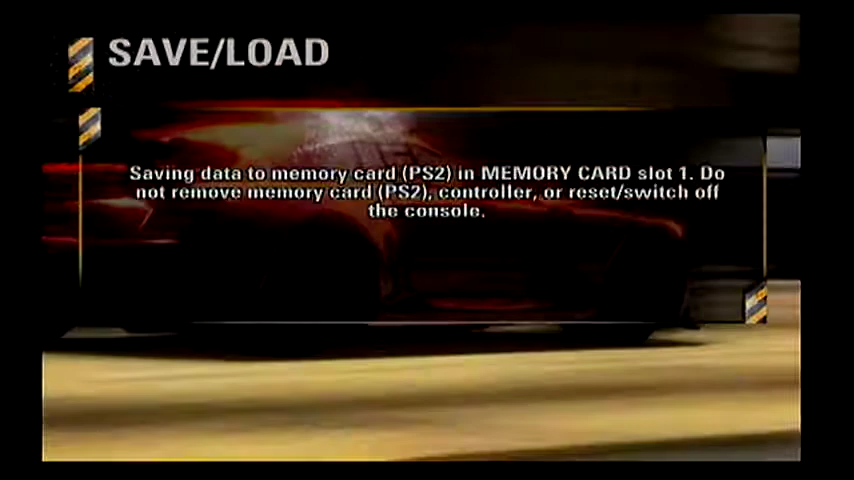 SAVE/LOAD
Saving data to memory card (PS2) in MEMORY CARD slot 1. Do
not remove memory card (PS2), controller, or reset/switch off
the console.